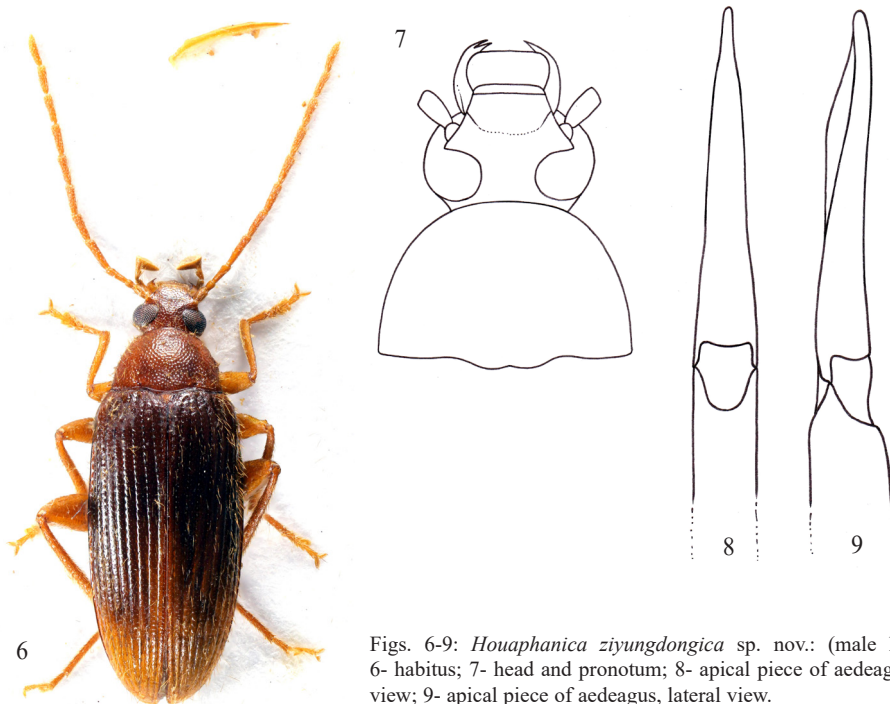 7
6
8
9
Figs. 6-9: Houaphanica ziyungdongica sp. nov.: (male
6- habitus; 7- head and pronotum; 8- apical piece of
view; 9- apical piece of aedeagus, lateral view.